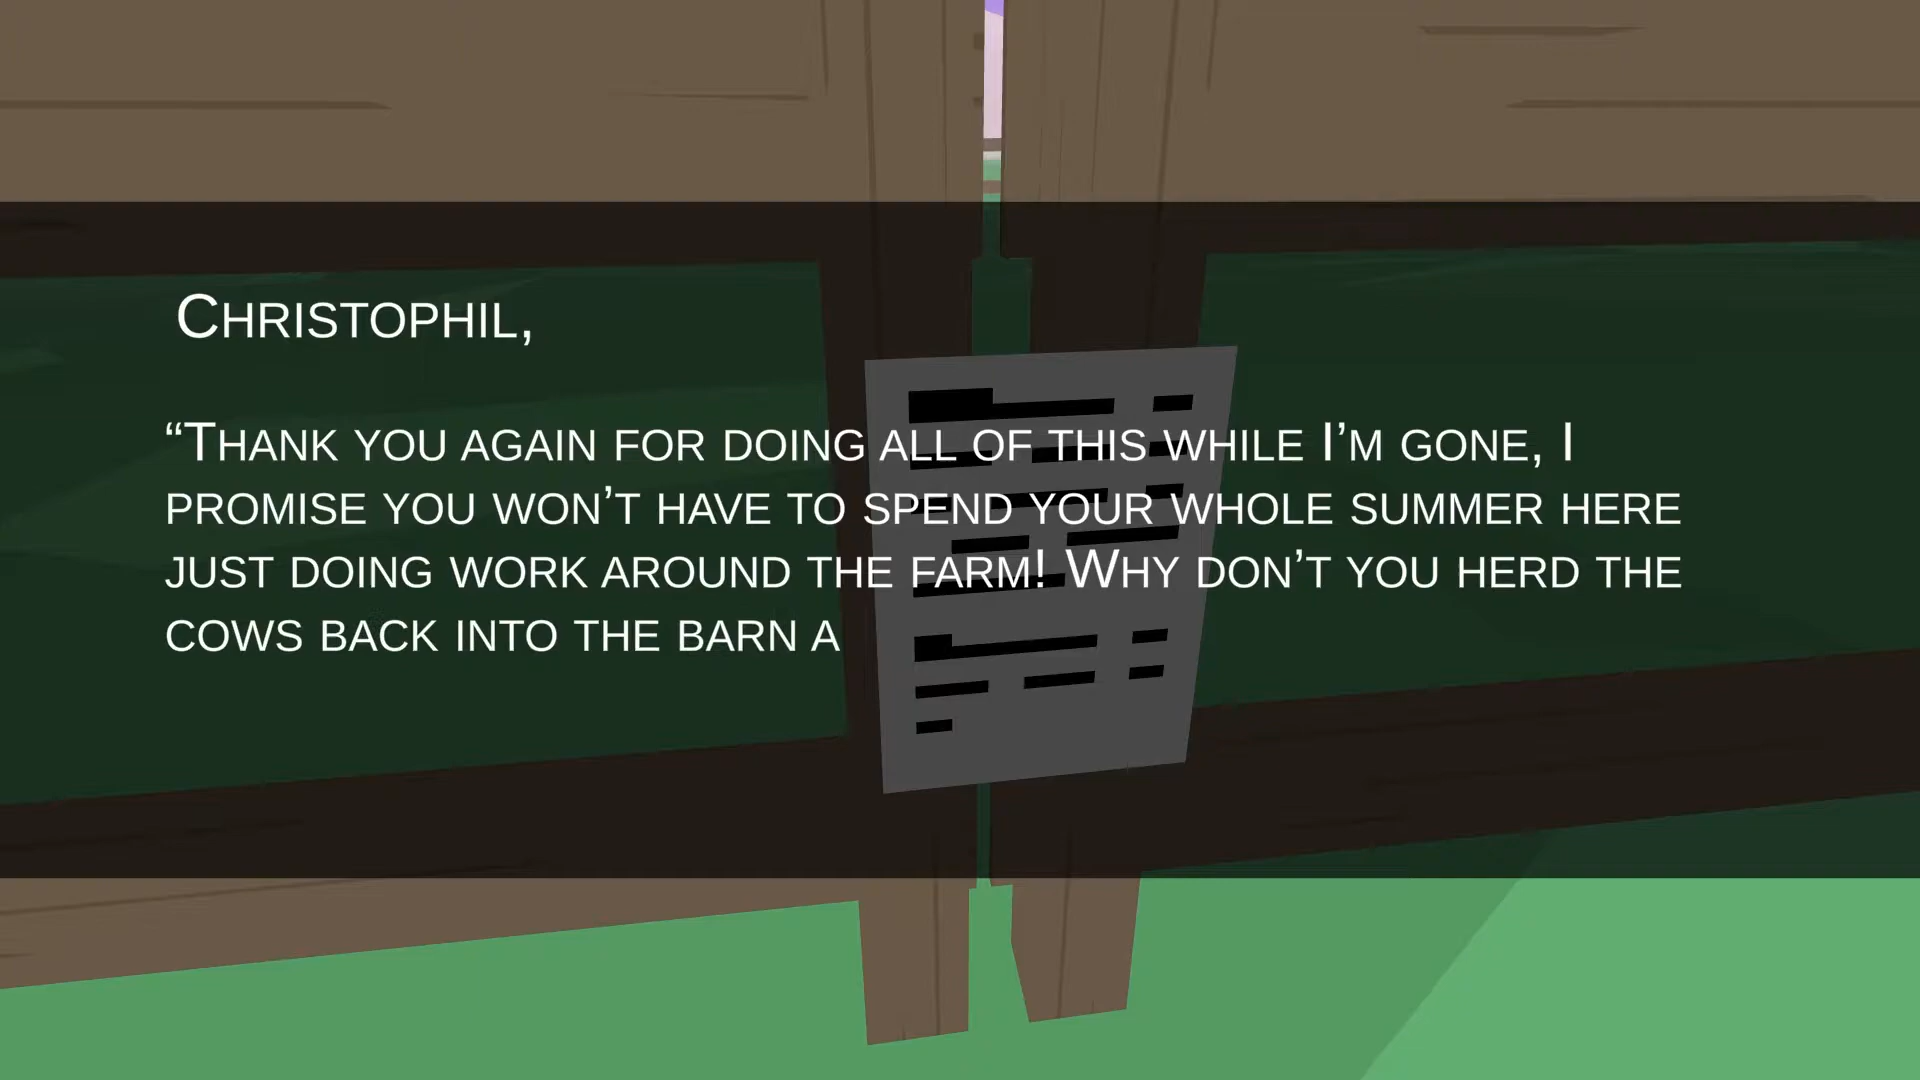 Christophil,
“Thank you again for doing all of this while I’m gone, I
promise you won’t have to spend your whole summer here
just doing work around the farm! Why don’t you herd the
cows back into the barn a